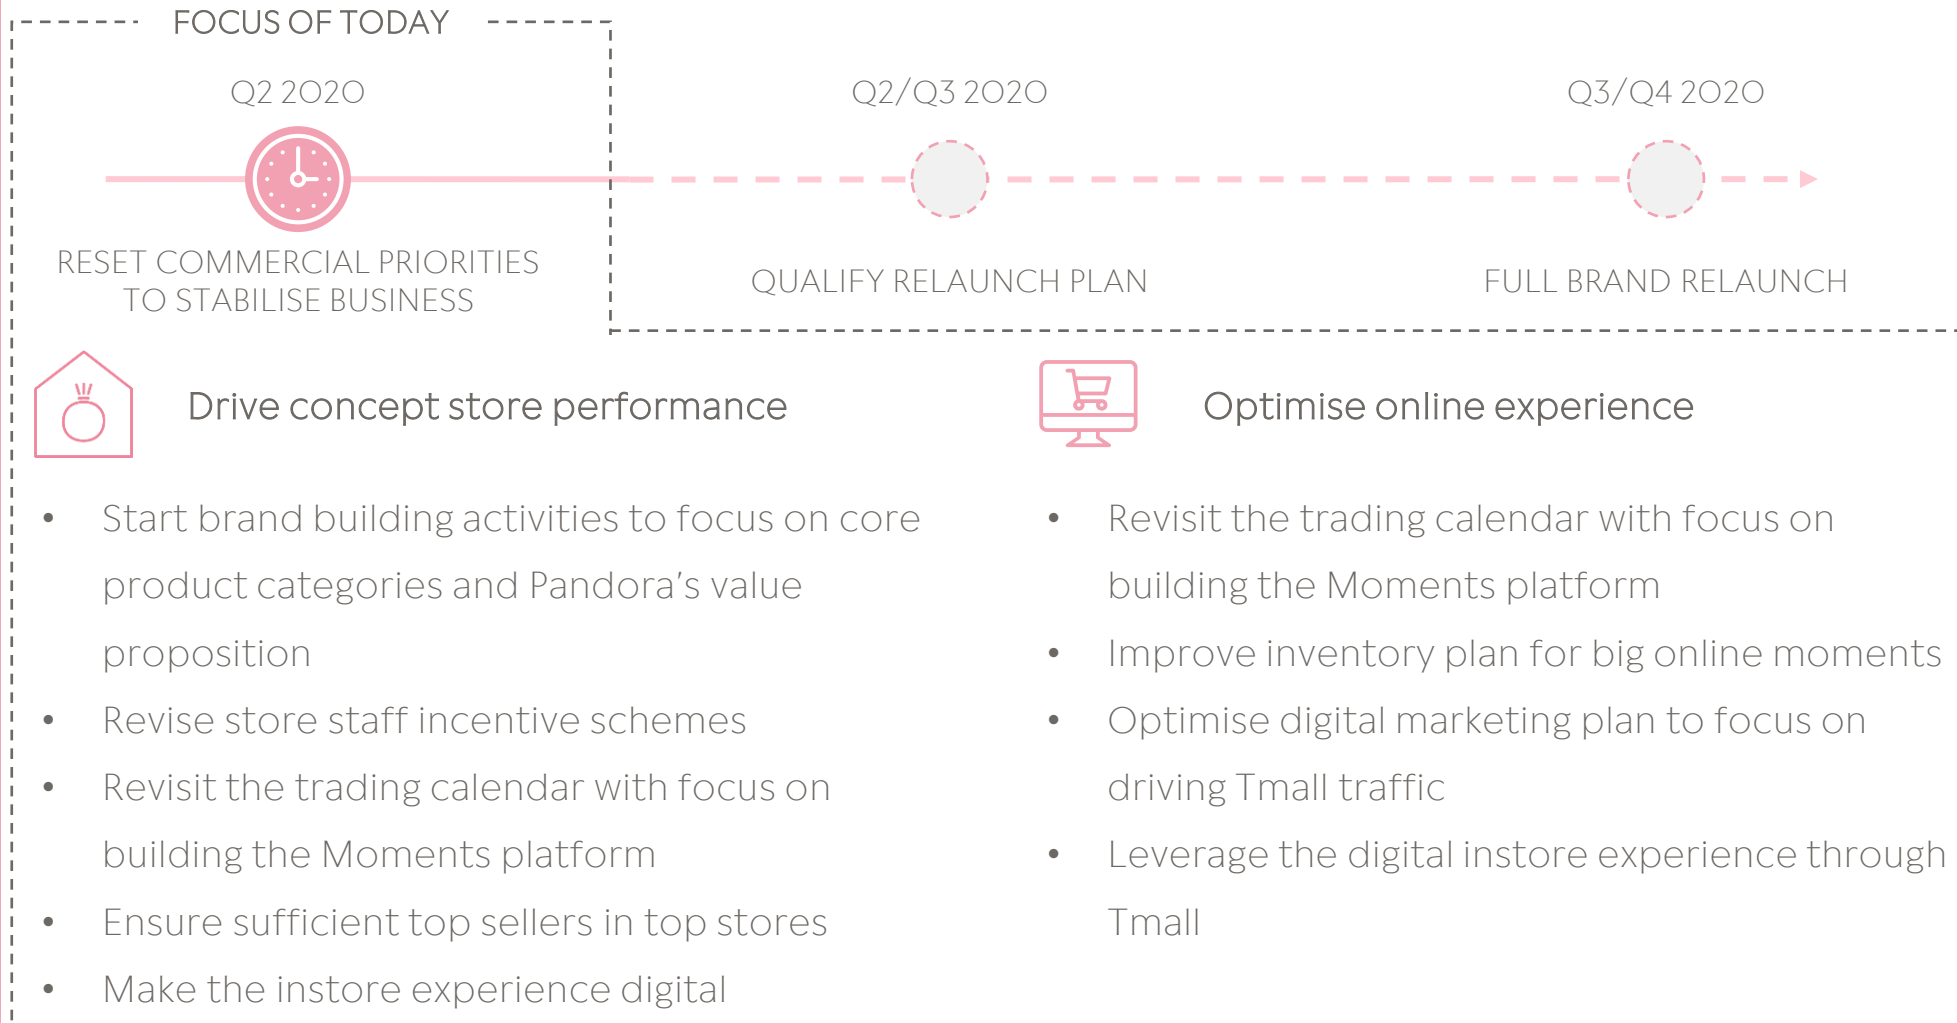 FOCUS OF TODAY
Q2 2020
Q2/Q3 2020
Q3/Q4 2020
RESET COMMERCIAL PRIORITIES
TO STABILISE BUSINESS
QUALIFY RELAUNCH PLAN
FULL BRAND RELAUNCH
Drive concept store performance
• Start brand building activities to focus on core
product categories and Pandora's value
proposition
• Revise store staff incentive schemes
• Revisit the trading calendar with focus on
building the Moments platform
• Ensure sufficient top sellers in top stores
• Make the instore experience digital
Optimise online experience
• Revisit the trading calendar with focus on
building the Moments platform
• Improve inventory plan for big online moments
• Optimise digital marketing plan to focus on
driving Tmall traffic
• Leverage the digital instore experience through
Tmall